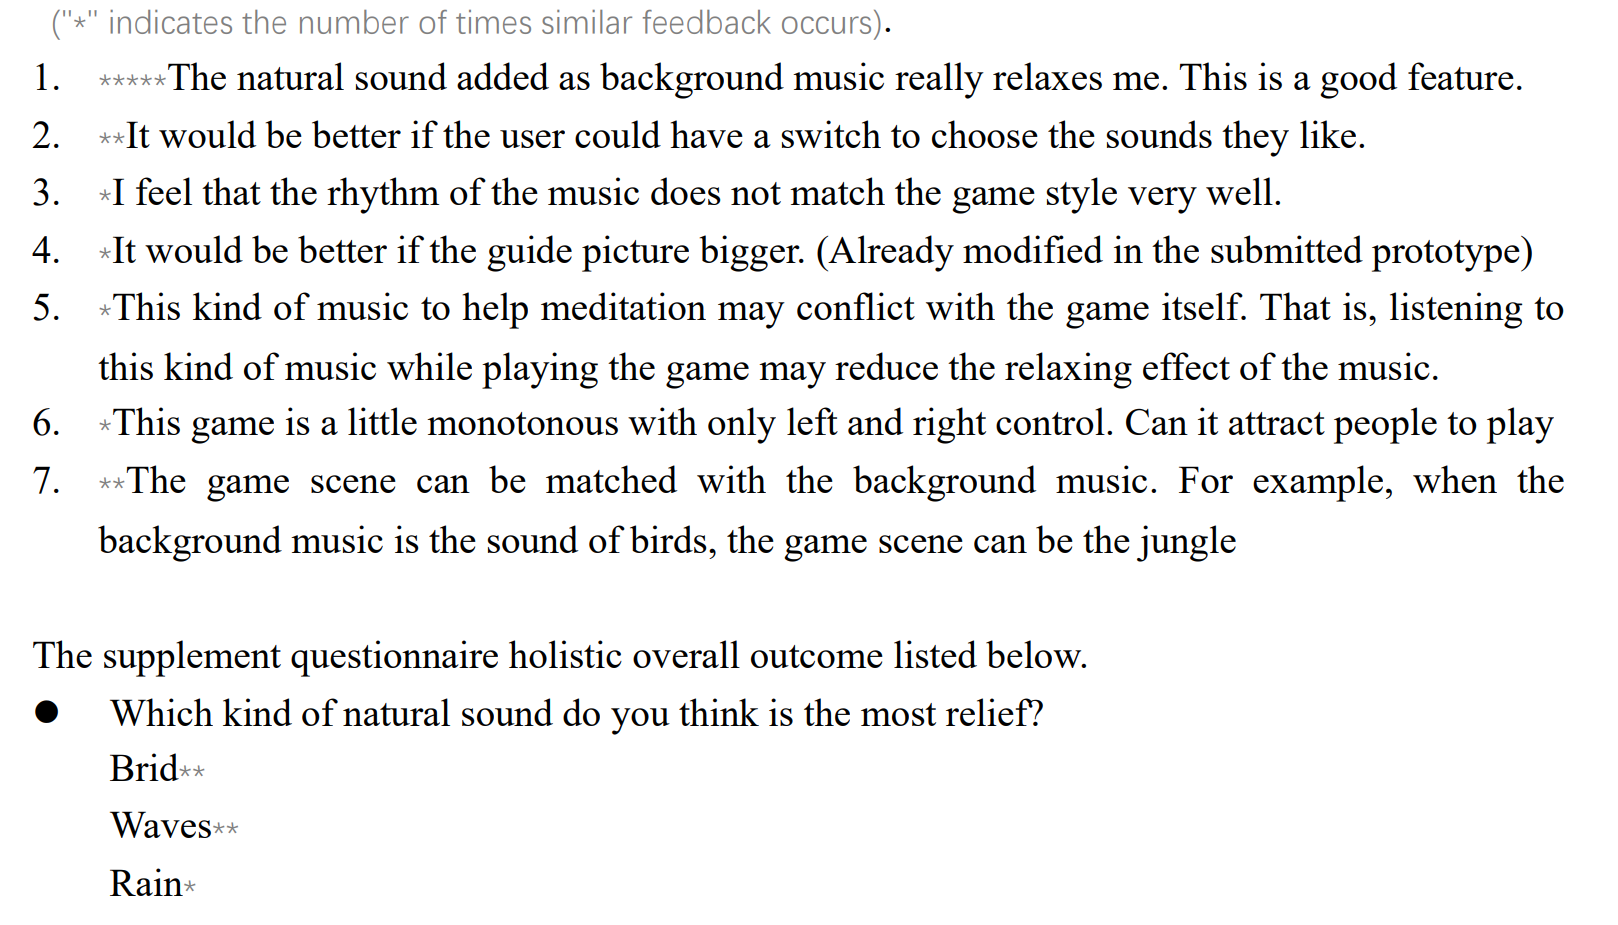 ("*" indicates the number of times similar feedback occurs).
1. *****The natural sound added as background music really relaxes me. This is a good feature.
2. **It would be better if the user could have a switch to choose the sounds they like.
3. *I feel that the rhythm of the music does not match the game style very well.
4. *It would be better if the guide picture bigger. (Already modified in the submitted prototype)
5. *This kind of music to help meditation may conflict with the game itself. That is, listening to
this kind of music while playing the game may reduce the relaxing effect of the music.
6. *This game is a little monotonous with only left and right control. Can it attract people to play
7. **The game scene can be matched with the background music. For example, when the
background music is the sound of birds, the game scene can be the jungle
The supplement questionnaire holistic overall outcome listed below.
● Which kind of natural sound do you think is the most relief?
Brid**
Waves**
Rain*